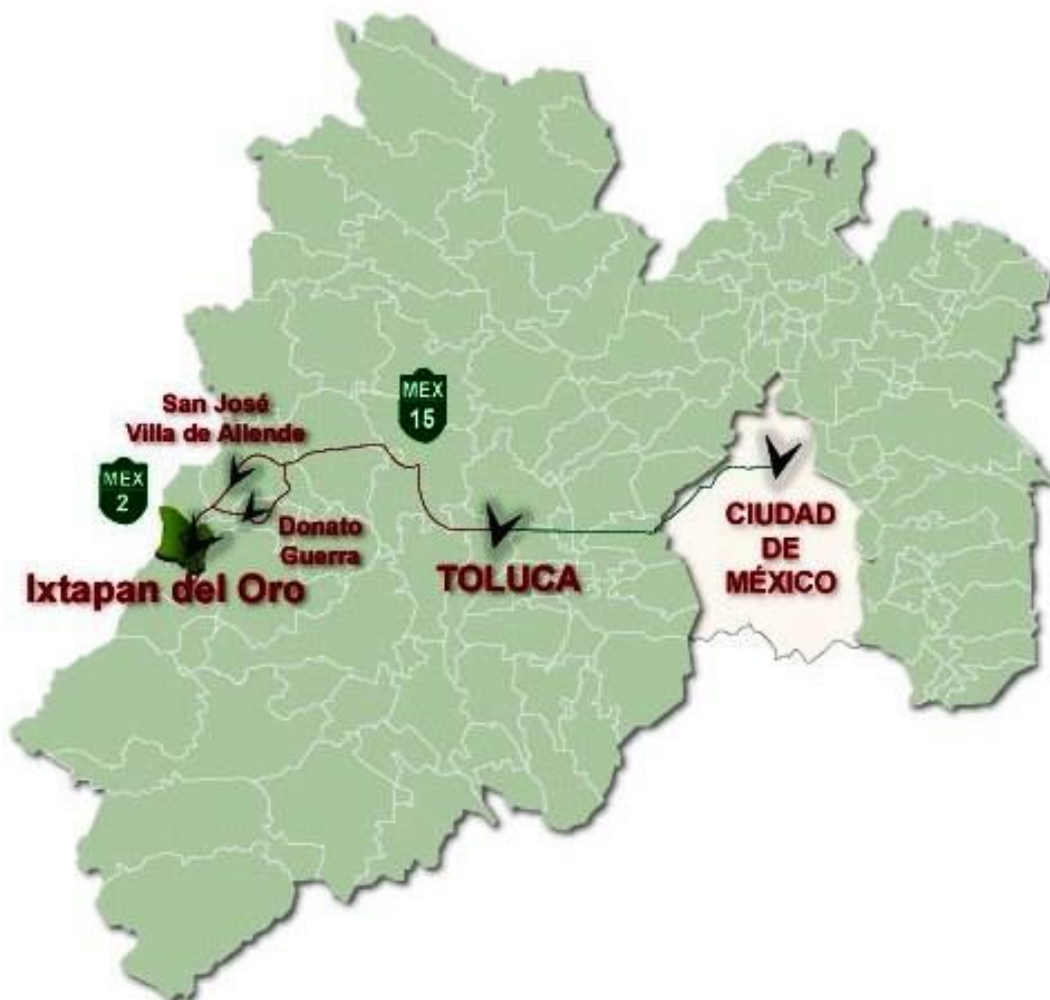 MEX
15
San José
Villa de Allende
MEX
2
Donato
Guerra
Ixtapan del Oro
TOLUCA
CIUDAD
DE
MÉXICO